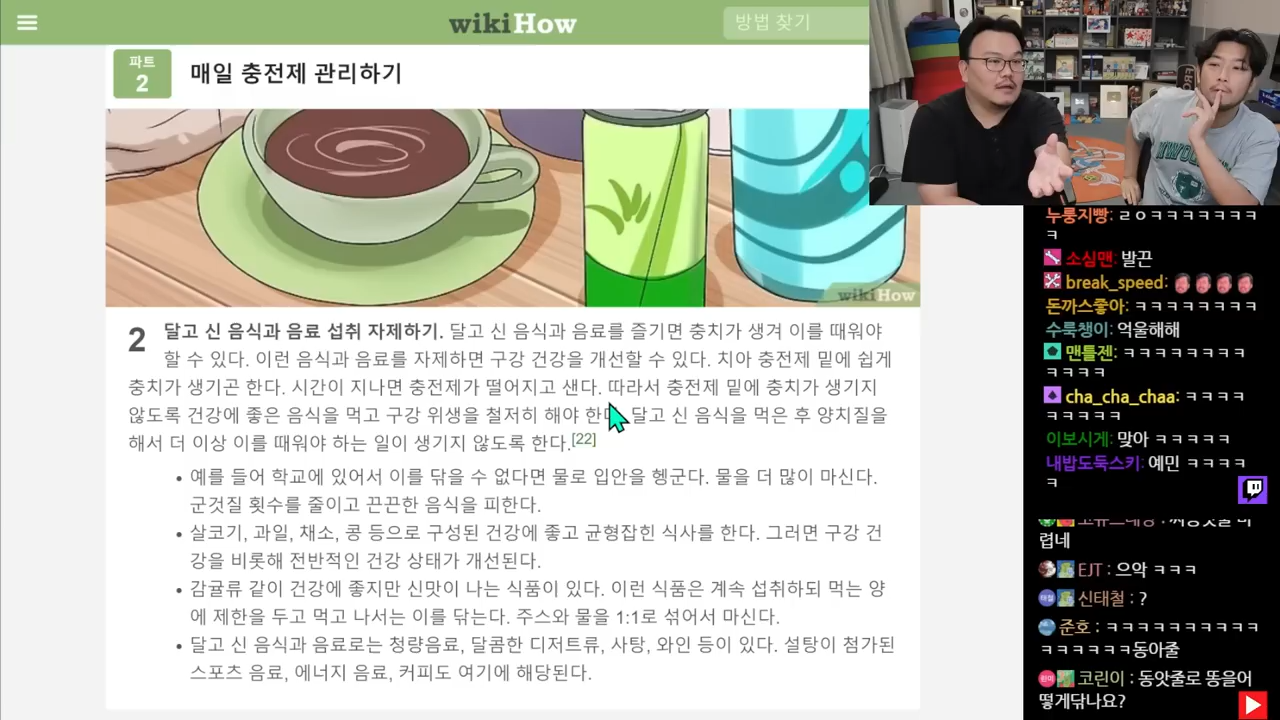 wikiHow
방법 찾기
파트
2
매일 충전제 관리하기
wikiHow
2 달고 신 음식과 음료 섭취 자제하기. 달고 신 음식과 음료를 즐기면 충치가 생겨 이를 때워야
할 수 있다. 이런 음식과 음료를 자제하면 구강 건강을 개선할 수 있다. 치아 충전제 밑에 쉽게
충치가 생기곤 한다. 시간이 지나면 충전제가 떨어지고 샌다. 따라서 충전제 밑에 충치가 생기지
않도록 건강에 좋은 음식을 먹고 구강 위생을 철저히 해야 한다. 달고 신 음식을 먹은 후 양치질을
해서 더 이상 이를 때워야 하는 일이 생기지 않도록 한다.[22]
• 예를 들어 학교에 있어서 이를 닦을 수 없다면 물로 입안을 헹군다. 물을 더 많이 마신다.
군것질 횟수를 줄이고 끈끈한 음식을 피한다.
• 살코기, 과일, 채소, 콩 등으로 구성된 건강에 좋고 균형잡힌 식사를 한다. 그러면 구강 건
강을 비롯해 전반적인 건강 상태가 개선된다.
• 감귤류 같이 건강에 좋지만 신맛이 나는 식품이 있다. 이런 식품은 계속 섭취하되 먹는 양
에 제한을 두고 먹고 나서는 이를 닦는다. 주스와 물을 1:1로 섞어서 마신다.
• 달고 신 음식과 음료로는 청량음료, 달콤한 디저트류, 사탕, 와인 등이 있다. 설탕이 첨가된
스포츠 음료, 에너지 음료, 커피도 여기에 해당된다.
누룽지빵: ㄹㅇㅋㅋㅋㅋㅋㅋㅋㅋ
ㅋ
소심맨: 발끈
break_speed:
돈까스좋아: ㅋㅋㅋㅋㅋㅋㅋㅋ
수룩챙이: 억울해해
맨틀젠: ㅋㅋㅋㅋㅋㅋㅋㅋ
ㅋㅋㅋㅋ
cha_cha_chaa: ㅋㅋㅋㅋ
ㅋㅋㅋㅋㅋ
이보시게: 맞아 ㅋㅋㅋㅋㅋ
내밥도둑스키: 예민 ㅋㅋㅋㅋ
ㅋ
럽네
EJT : 으악 ㅋㅋㅋ
신태철 : ?
준호 : ㅋㅋㅋㅋㅋㅋㅋㅋㅋㅋㅋ
ㅋㅋㅋㅋㅋㅋ동아줄
코린이 : 동앗줄로 똥을어
떻게닦나요?